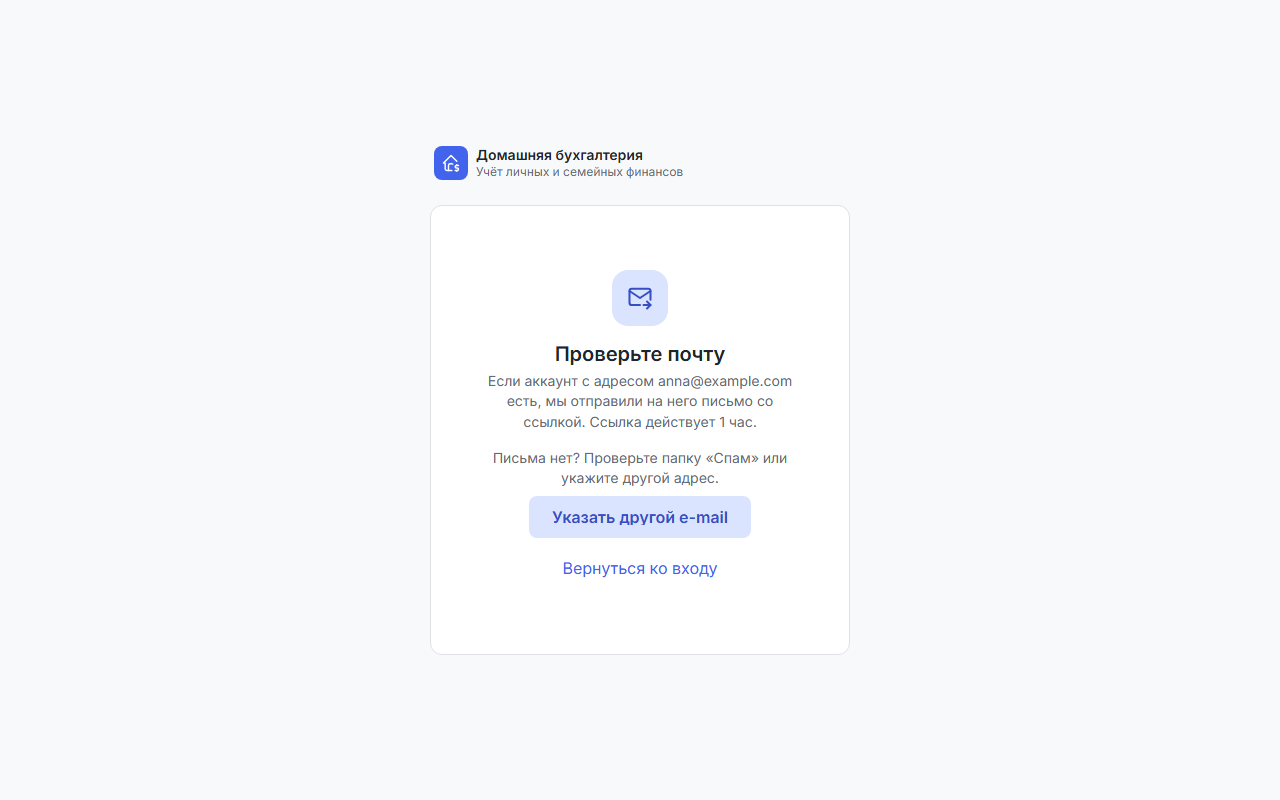 Домашняя бухгалтерия
Учёт личных и семейных финансов
Проверьте почту
Если аккаунт с адресом anna@example.com
есть, мы отправили на него письмо со
ссылкой. Ссылка действует 1 час.
Письма нет? Проверьте папку «Спам» или
укажите другой адрес.
Указать другой e-mail
Вернуться ко входу